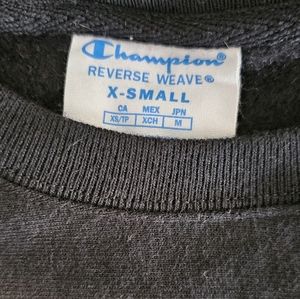 Champion
REVERSE WEAVE®
X-SMALL
CA MEX JPN
XS/TP XCH M